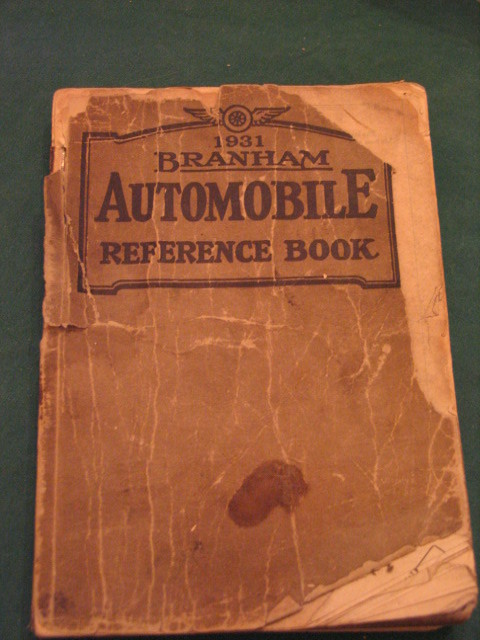 1931
BRANHAM
AUTOMOBILE
REFERENCE BOOK